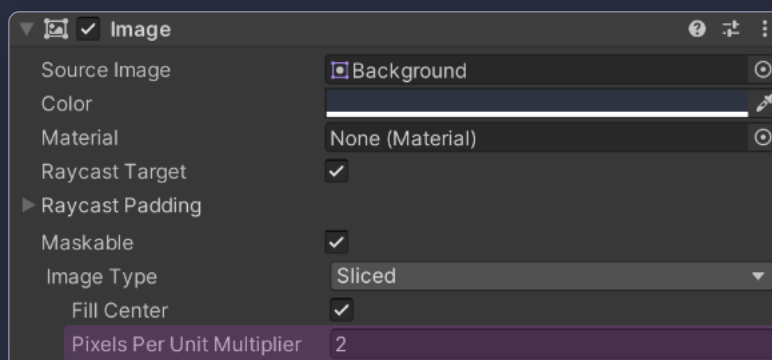 Image
Source Image Background
Color
Material None (Material)
Raycast Target
Raycast Padding
Maskable
Image Type Sliced
Fill Center
Pixels Per Unit Multiplier 2